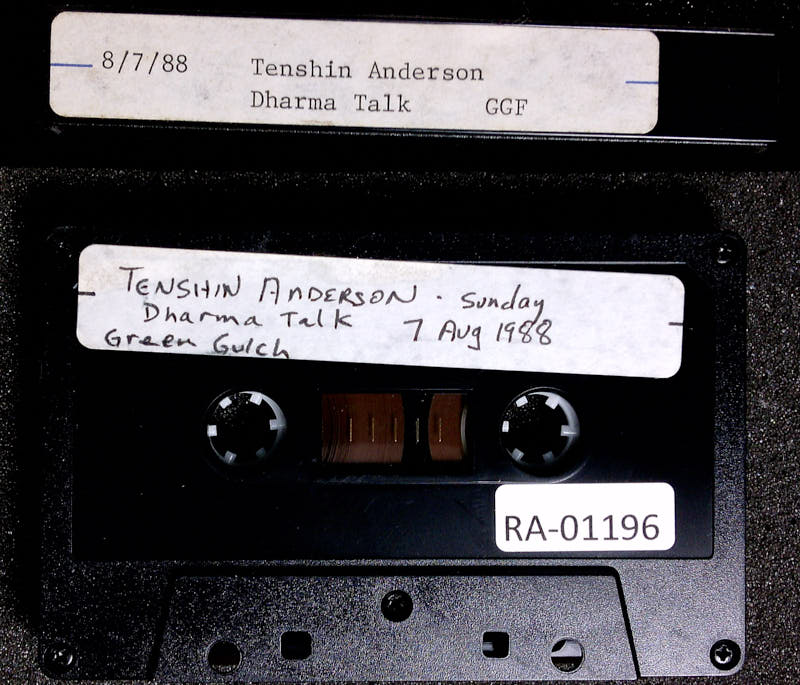 8/7/88 Tenshin Anderson
Dharma Talk GGF
TENSHIN ANDERSON · Sunday
Dharma Talk 7 Aug 1988
Green Gulch
RA-01196